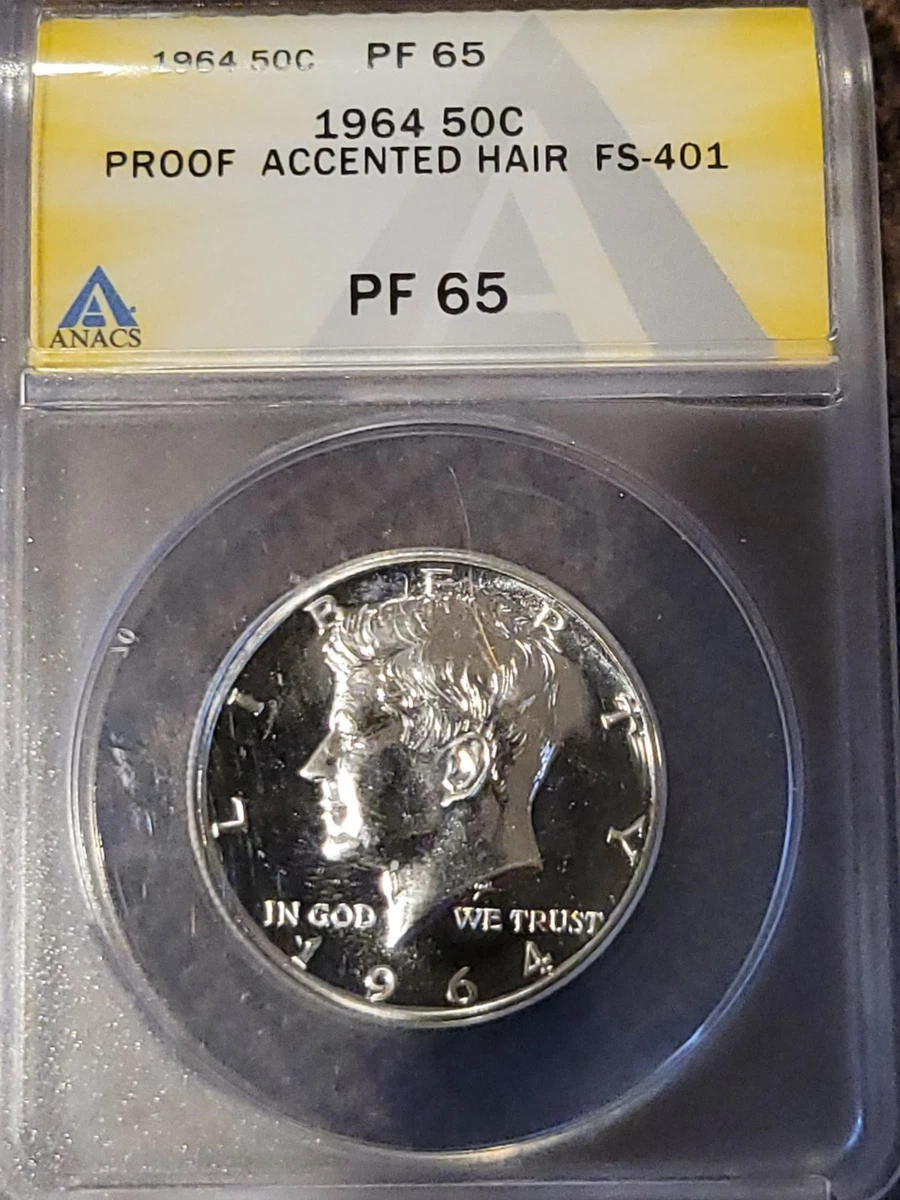 1964 50C PF 65
1964 50C
PROOF ACCENTED HAIR FS-401
PF 65
ANACS
LIBERTY
IN GOD WE TRUST
1964